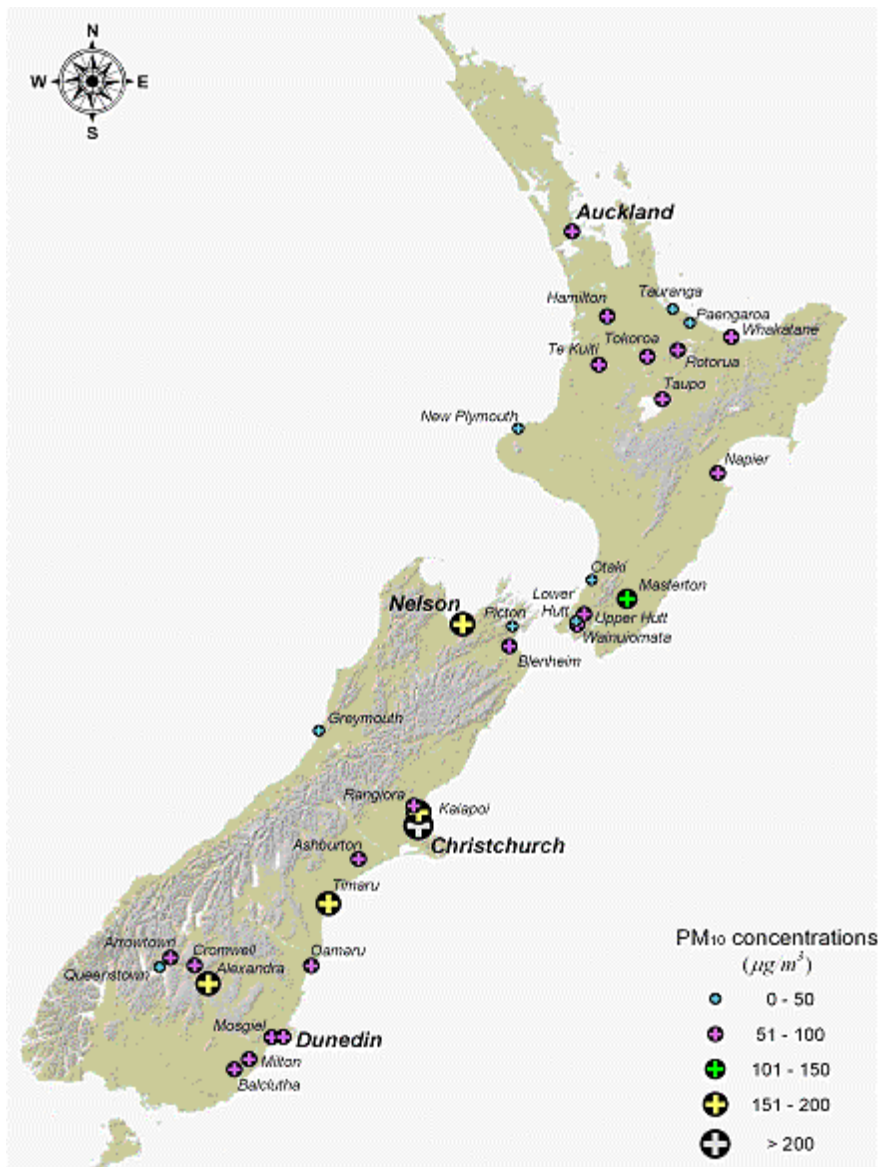 N
W E
S
Auckland
Tauranga
Hamilton
Paengaroa
Whakatane
Tokoroa
Te Kuiti
Rotorua
Taupo
New Plymouth
Napier
Otaki
Masterton
Lower
Hutt
Upper Hutt
Wainuiomata
Nelson
Picton
Blenheim
Greymouth
Rangiora
Kaiapoi
Christchurch
Ashburton
Timaru
Arrowtown
Cromwell
Queenstown
Alexandra
Oamaru
Mosgiel
Dunedin
Milton
Balclutha
PM10 concentrations
(μg/m³)
0 - 50
51 - 100
101 - 150
151 - 200
> 200